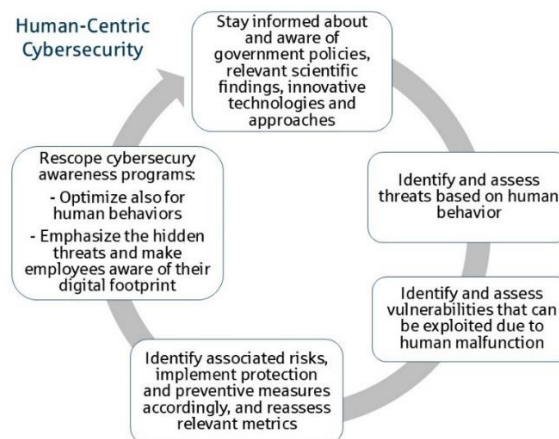 Human-Centric
Cybersecurity
Stay informed about
and aware of
government policies,
relevant scientific
findings, innovative
technologies and
approaches
Identify and assess
threats based on human
behavior
Identify and assess
vulnerabilities that can
be exploited due to
human malfunction
Identify associated risks,
implement protection
and preventive measures
accordingly, and reassess
relevant metrics
Rescope cybersecury
awareness programs:
- Optimize also for
human behaviors
- Emphasize the hidden
threats and make
employees aware of their
digital footprint